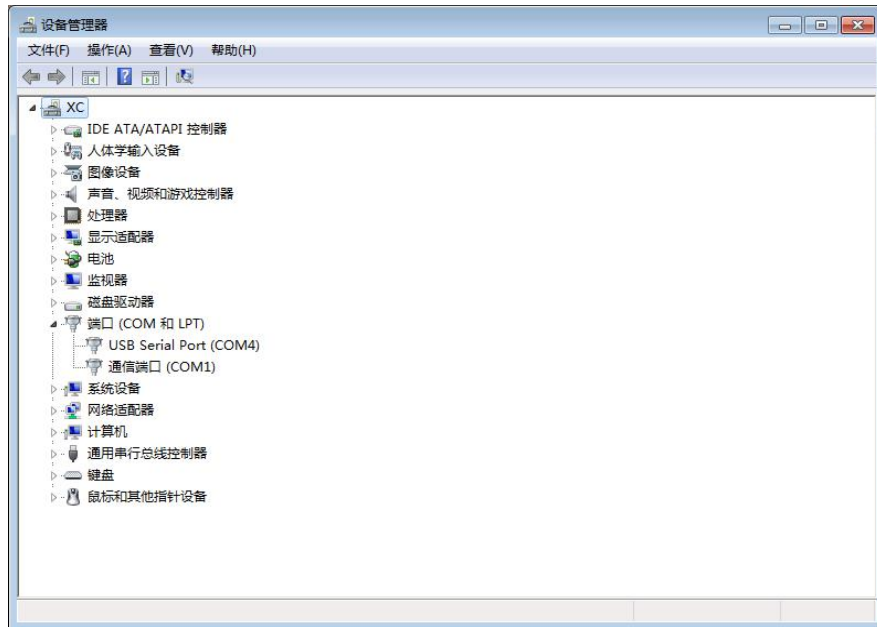 设备管理器
文件(F) 操作(A) 查看(V) 帮助(H)
XC
IDE ATA/ATAPI 控制器
人体学输入设备
图像设备
声音、视频和游戏控制器
处理器
显示适配器
电池
监视器
磁盘驱动器
端口 (COM 和 LPT)
USB Serial Port (COM4)
通信端口 (COM1)
系统设备
网络适配器
计算机
通用串行总线控制器
键盘
鼠标和其他指针设备